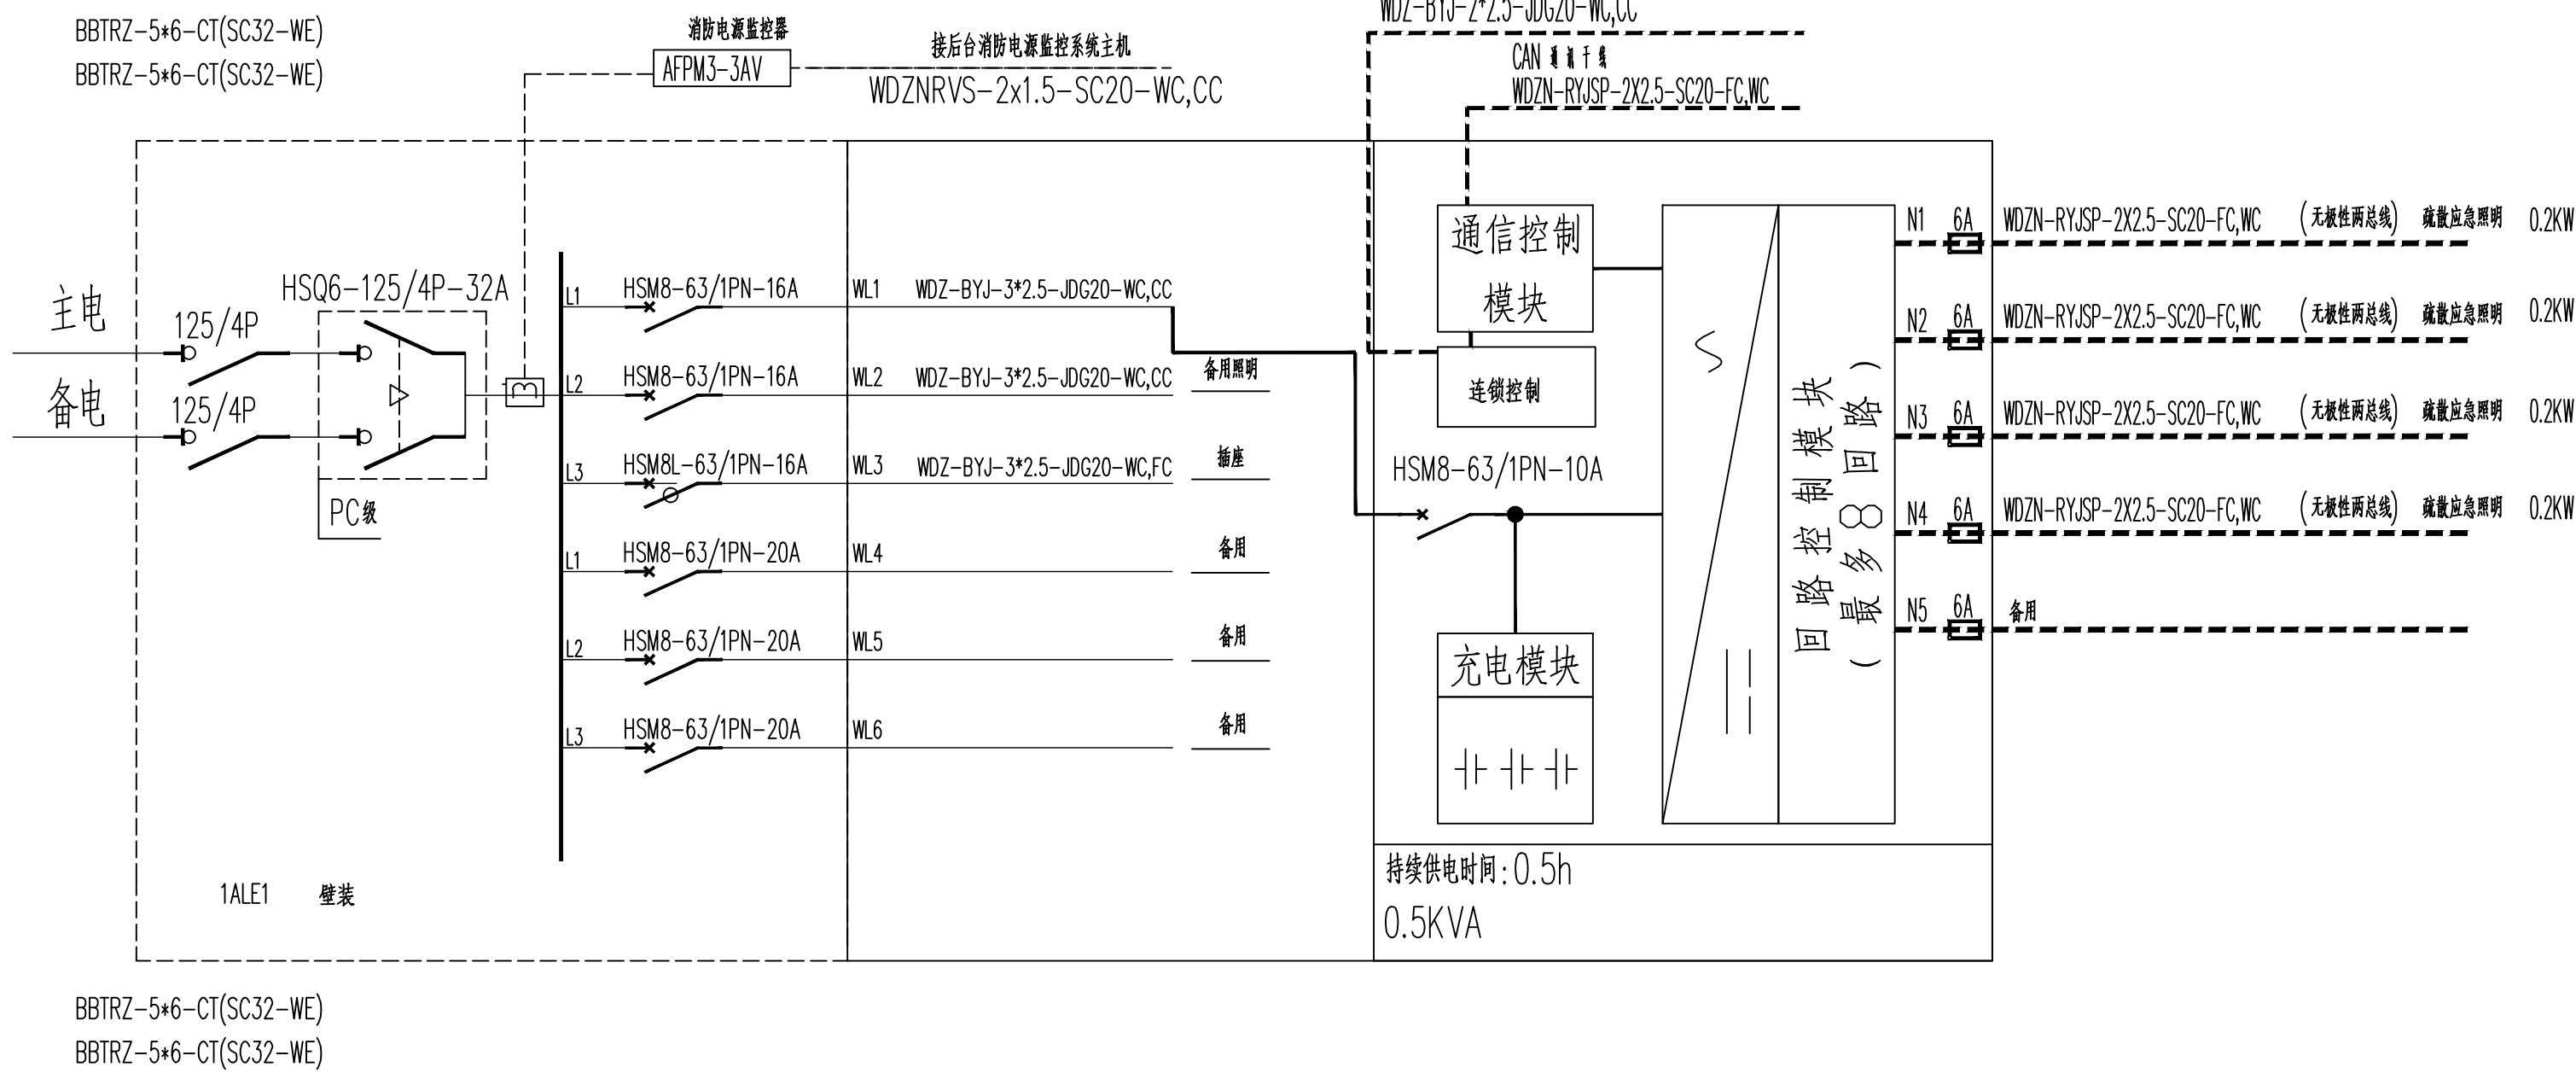 BBTRZ-5*6-CT(SC32-WE)
BBTRZ-5*6-CT(SC32-WE)
消防电源监控器
AFPM3-3AV
接后台消防电源监控系统主机
WDZNRVS-2x1.5-SC20-WC,CC
WDZ-BYJ-2*2.5-JDG20-WC,CC
CAN 通讯干线
WDZN-RYJSP-2X2.5-SC20-FC,WC
主电
备电
125/4P
125/4P
HSQ6-125/4P-32A
PC级
L1 HSM8-63/1PN-16A WL1 WDZ-BYJ-3*2.5-JDG20-WC,CC
L2 HSM8-63/1PN-16A WL2 WDZ-BYJ-3*2.5-JDG20-WC,CC 备用照明
L3 HSM8L-63/1PN-16A WL3 WDZ-BYJ-3*2.5-JDG20-WC,FC 插座
L1 HSM8-63/1PN-20A WL4 备用
L2 HSM8-63/1PN-20A WL5 备用
L3 HSM8-63/1PN-20A WL6 备用
1ALE1 壁装
通信控制
模块
连锁控制
HSM8-63/1PN-10A
充电模块
回路控制模块
(最多8回路)
持续供电时间:0.5h
0.5KVA
N1 6A WDZN-RYJSP-2X2.5-SC20-FC,WC (无极性两总线) 疏散应急照明 0.2KW
N2 6A WDZN-RYJSP-2X2.5-SC20-FC,WC (无极性两总线) 疏散应急照明 0.2KW
N3 6A WDZN-RYJSP-2X2.5-SC20-FC,WC (无极性两总线) 疏散应急照明 0.2KW
N4 6A WDZN-RYJSP-2X2.5-SC20-FC,WC (无极性两总线) 疏散应急照明 0.2KW
N5 6A 备用
BBTRZ-5*6-CT(SC32-WE)
BBTRZ-5*6-CT(SC32-WE)